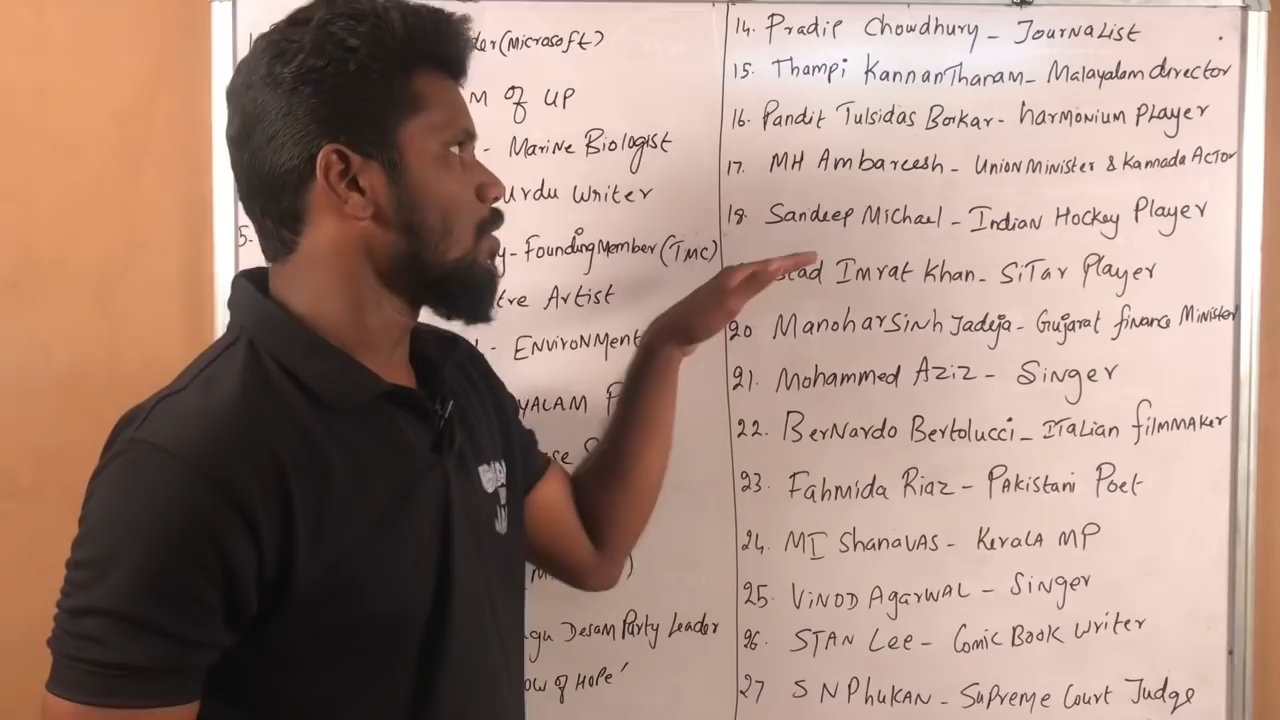 der (Microsoft)
M of UP
- Marine Biologist
Urdu Writer
5.
y - Founding Member (TMC)
tre Artist
- Environment
YALAM
se
gu Desam Party Leader
ow of Hope'
14. Pradip Chowdhury - Journalist
15. Thampi Kannanthanam - Malayalam director
16. Pandit Tulsidas Borkar - harmonium Player
17. MH Ambareesh - Union Minister & Kannada Actor
18. Sandeep Michael - Indian Hockey Player
stad Imrat Khan - Sitar Player
20 Manoharsinh Jadeja - Gujarat finance Minister
21. Mohammed Aziz - Singer
22. Bernardo Bertolucci - Italian filmmaker
23. Fahmida Riaz - Pakistani Poet
24. MI Shanavas - Kerala MP
25. Vinod Agarwal - Singer
26. Stan Lee - Comic Book Writer
27 S N Phukan - Supreme Court Judge